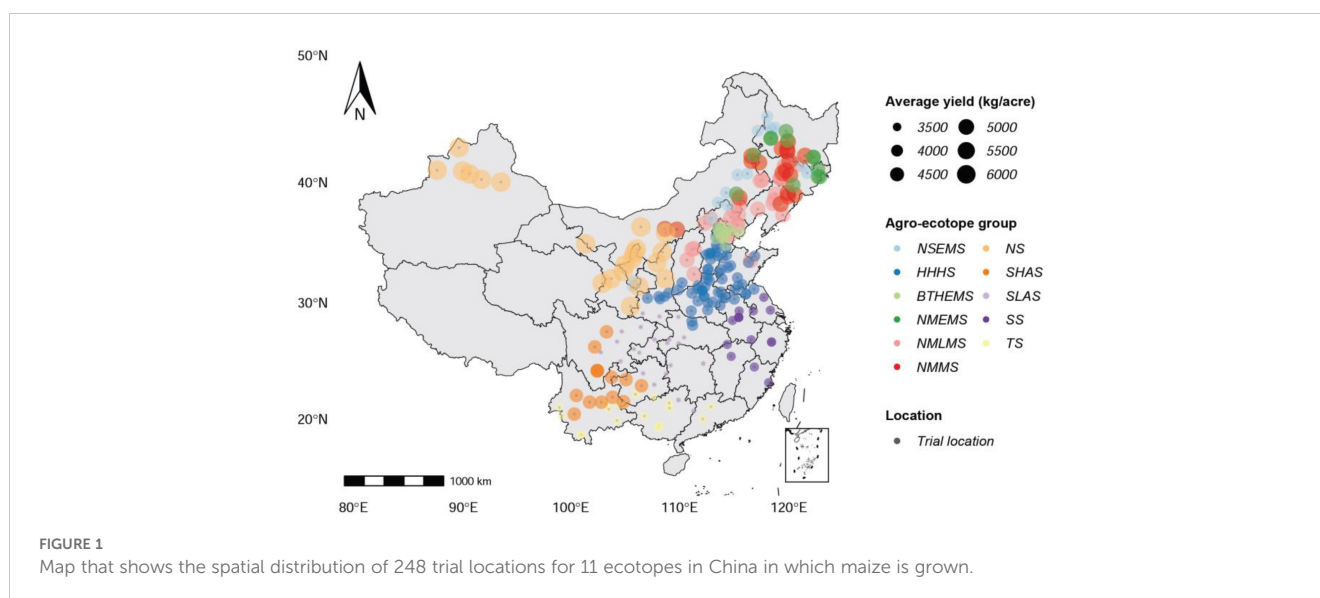 50°N
40°N
30°N
20°N
N
1000 km
80°E 90°E 100°E 110°E 120°E
Average yield (kg/acre)
3500 5000
4000 5500
4500 6000
Agro-ecotope group
NSEMS NS
HHHS SHAS
BTHEMS SLAS
NMEMS SS
NMLMS TS
NMMS
Location
Trial location
FIGURE 1
Map that shows the spatial distribution of 248 trial locations for 11 ecotopes in China in which maize is grown.